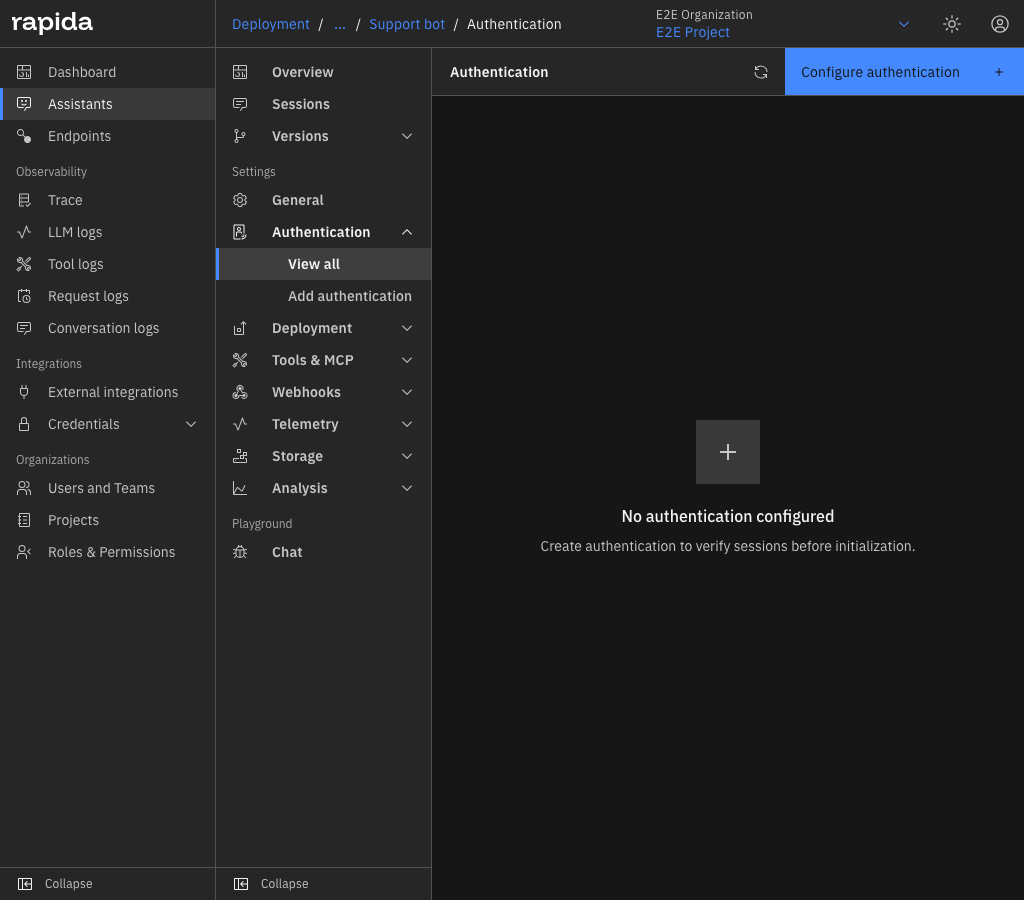 rapida
Deployment / ... / Support bot / Authentication
E2E Organization
E2E Project
Dashboard
Assistants
Endpoints
Observability
Trace
LLM logs
Tool logs
Request logs
Conversation logs
Integrations
External integrations
Credentials
Organizations
Users and Teams
Projects
Roles & Permissions
Collapse
Overview
Sessions
Versions
Settings
General
Authentication
View all
Add authentication
Deployment
Tools & MCP
Webhooks
Telemetry
Storage
Analysis
Playground
Chat
Collapse
Authentication
Configure authentication +
No authentication configured
Create authentication to verify sessions before initialization.